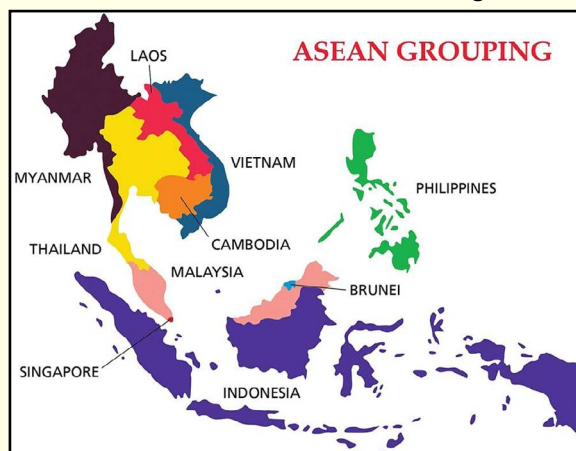 ASEAN GROUPING
LAOS
MYANMAR
VIETNAM
PHILIPPINES
CAMBODIA
THAILAND
MALAYSIA
BRUNEI
SINGAPORE
INDONESIA